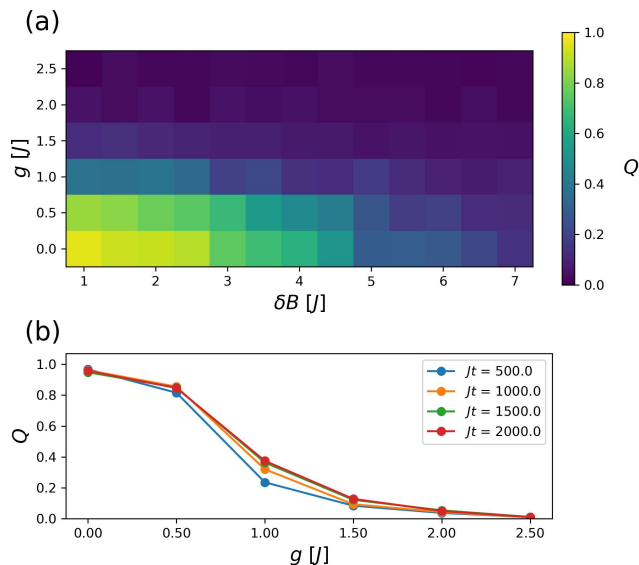 (a)
2.5
2.0
1.5
1.0
0.5
0.0
g [J]
1 2 3 4 5 6 7
δB [J]
1.0
0.8
0.6
0.4
0.2
0.0
Q
(b)
1.0
0.8
0.6
0.4
0.2
0.0
Q
Jt = 500.0
Jt = 1000.0
Jt = 1500.0
Jt = 2000.0
0.00 0.50 1.00 1.50 2.00 2.50
g [J]